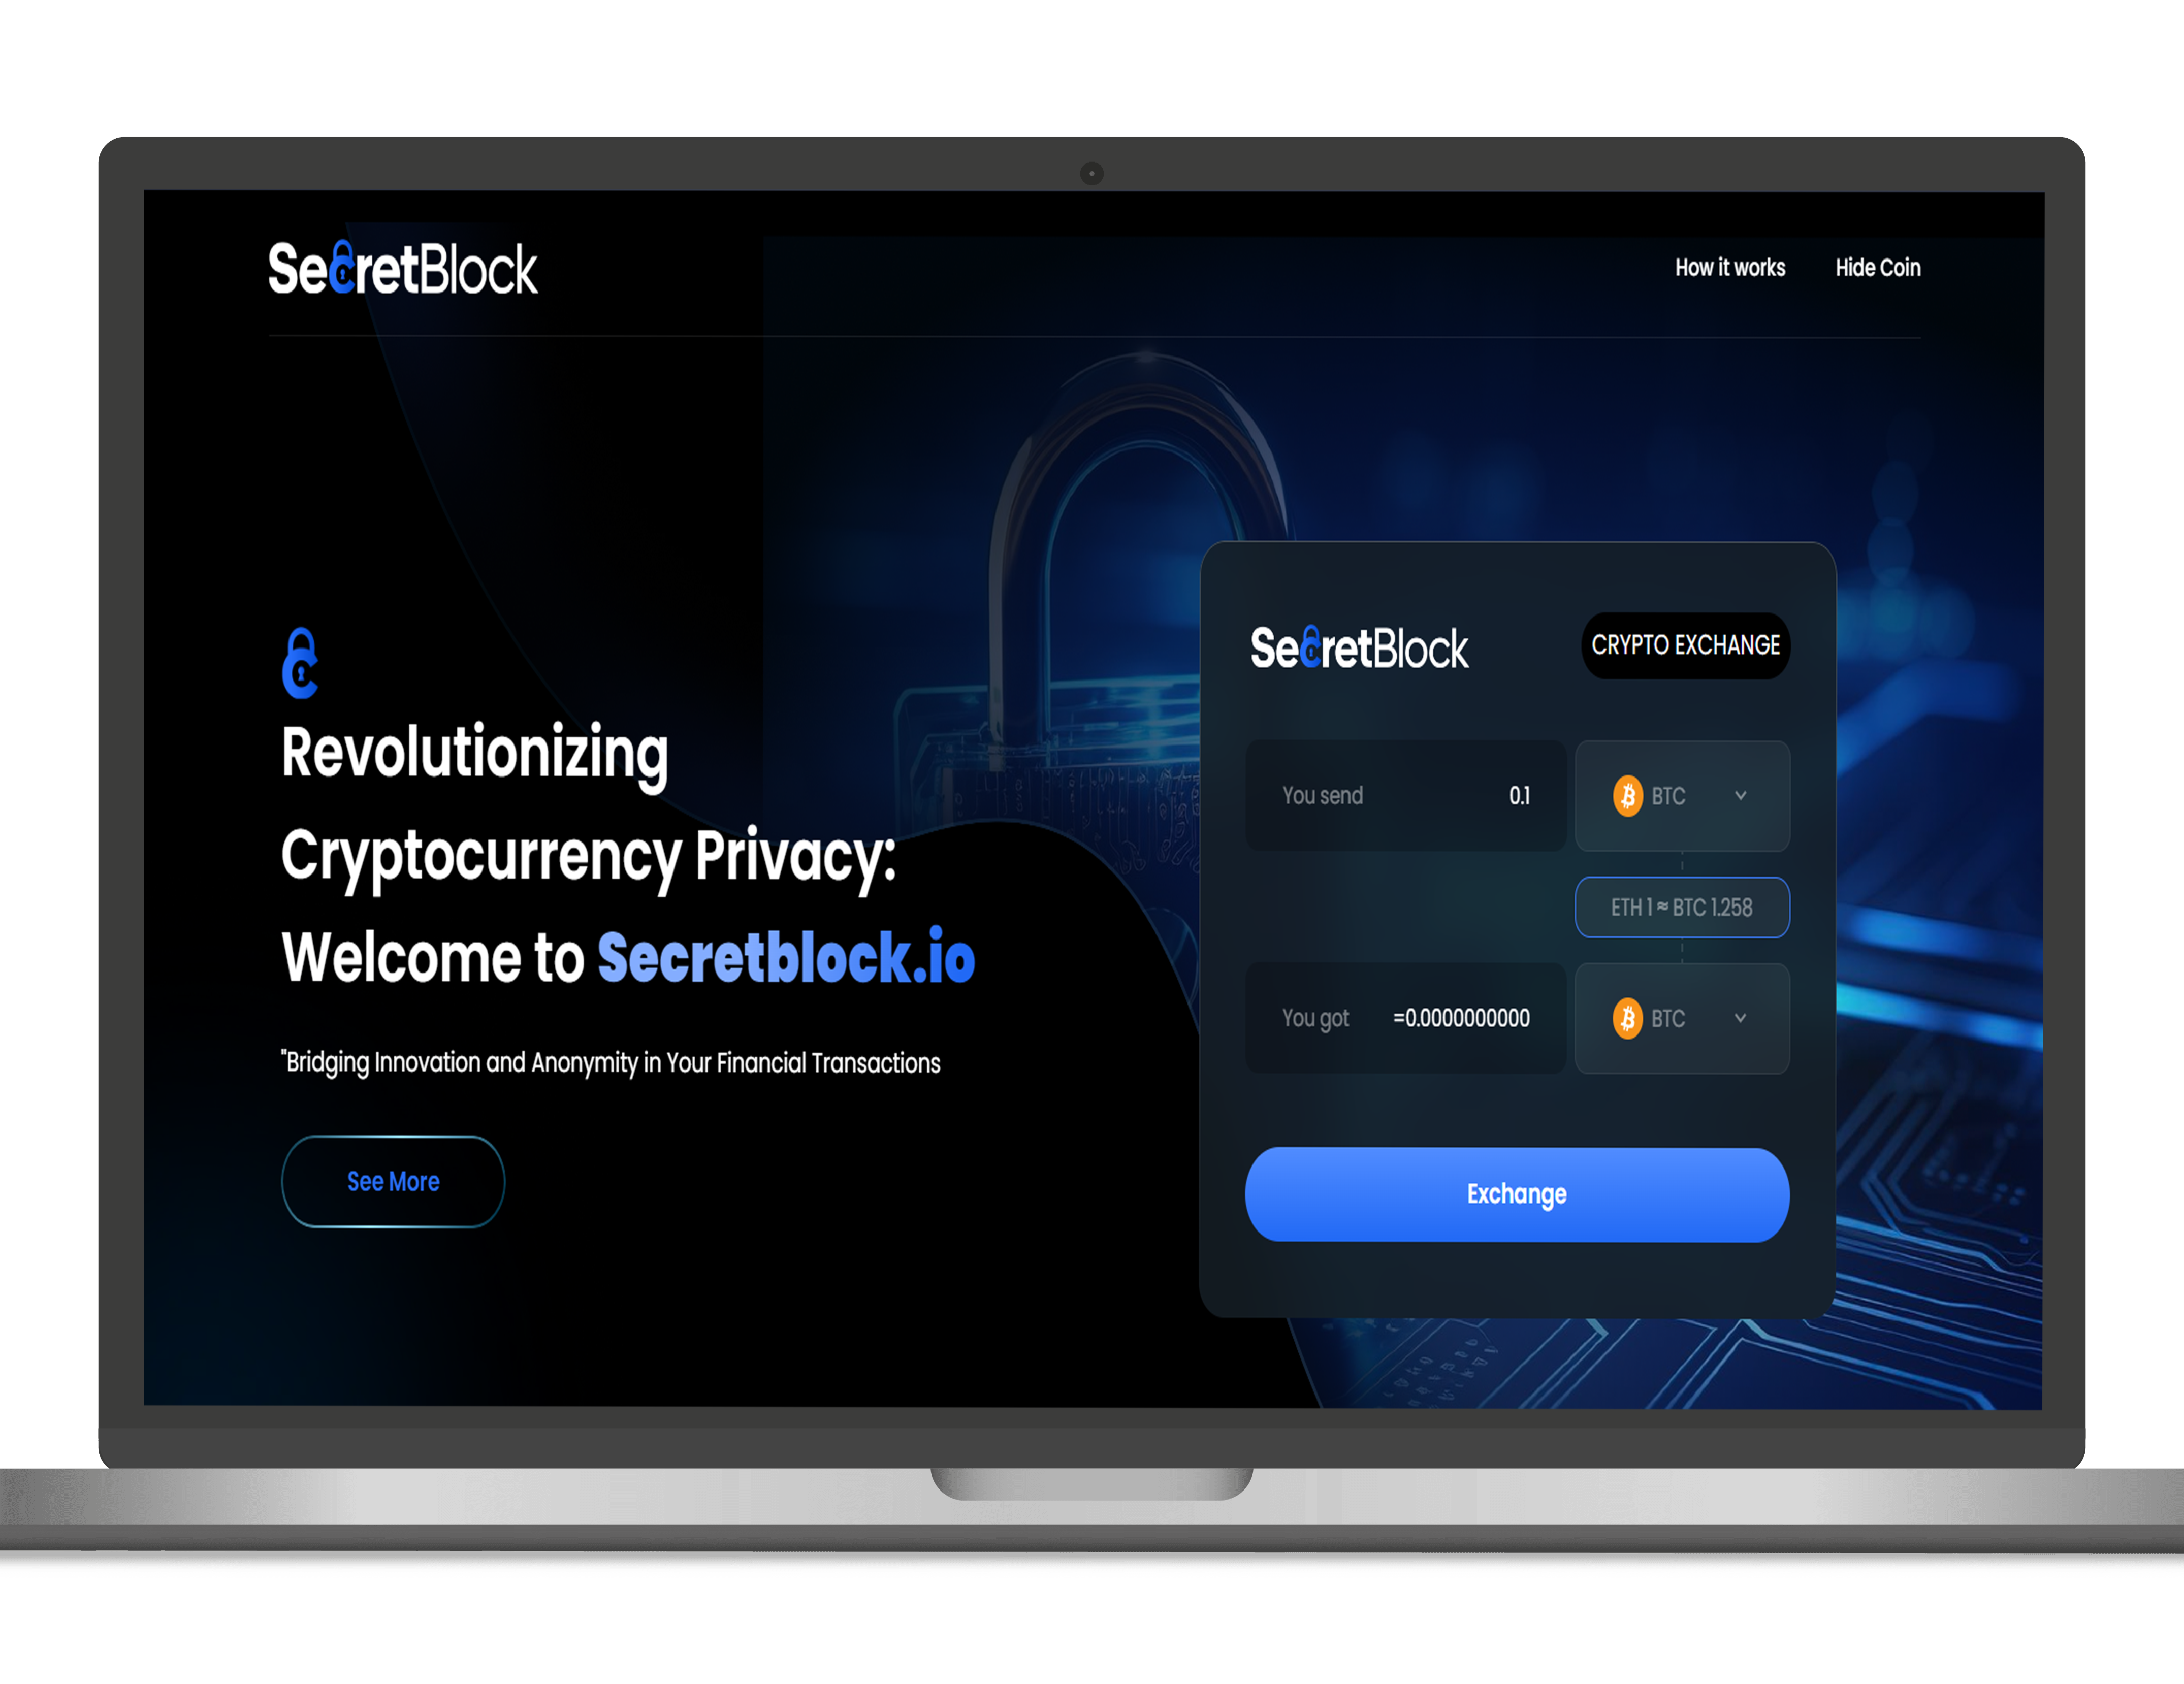 SecretBlock
How it works
Hide Coin
Revolutionizing
Cryptocurrency Privacy:
Welcome to Secretblock.io
"Bridging Innovation and Anonymity in Your Financial Transactions
See More
SecretBlock
CRYPTO EXCHANGE
You send 0.1
BTC
ETH 1 ≈ BTC 1.258
You got =0.0000000000
BTC
Exchange